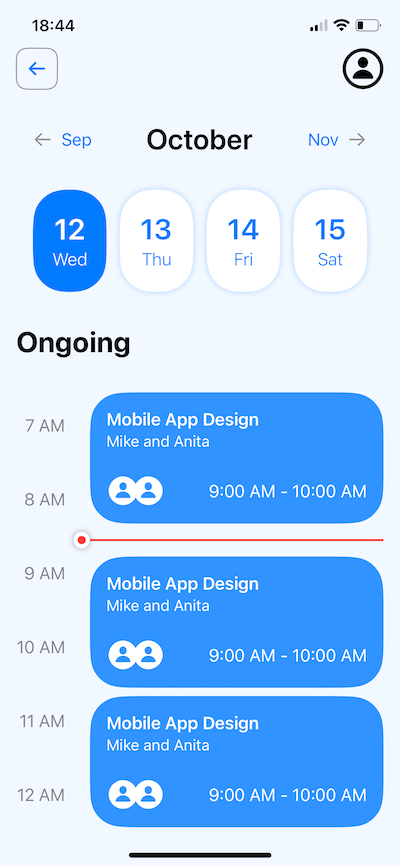 18:44
Sep October Nov
12 13 14 15
Wed Thu Fri Sat
Ongoing
7 AM
8 AM
9 AM
10 AM
11 AM
12 AM
Mobile App Design
Mike and Anita
9:00 AM - 10:00 AM
Mobile App Design
Mike and Anita
9:00 AM - 10:00 AM
Mobile App Design
Mike and Anita
9:00 AM - 10:00 AM